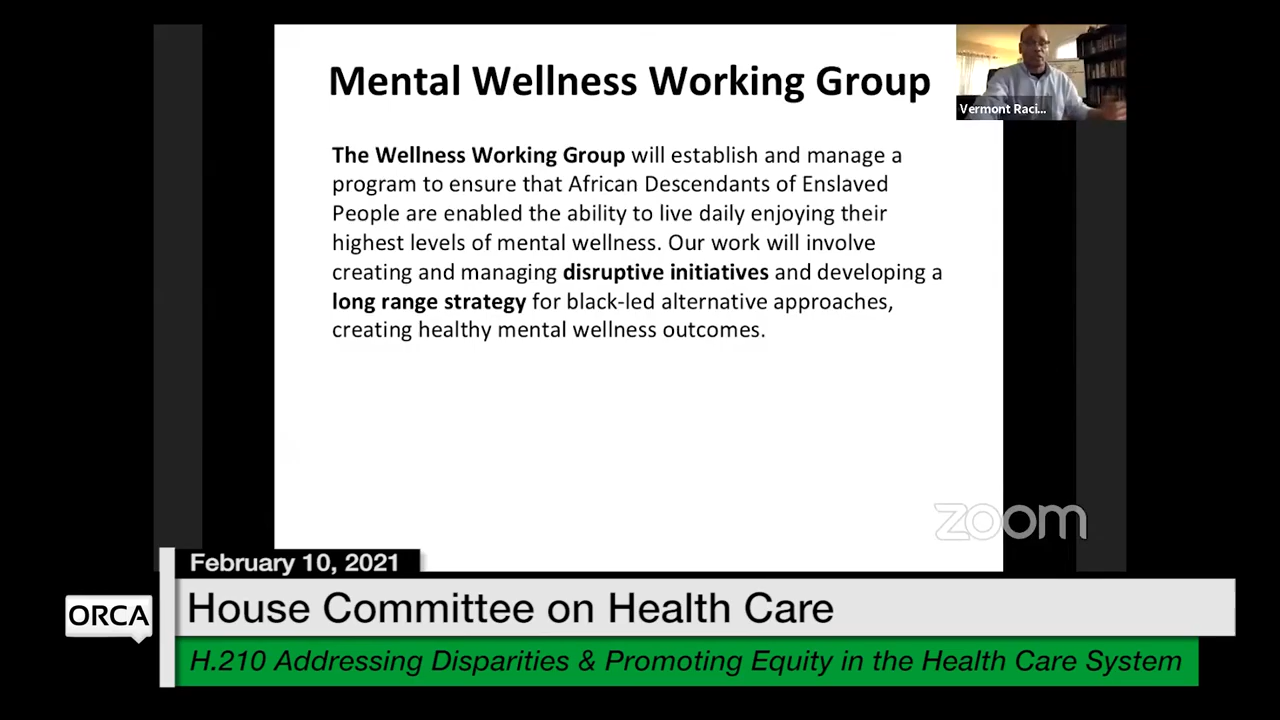 Mental Wellness Working Group
Vermont Raci...
The Wellness Working Group will establish and manage a
program to ensure that African Descendants of Enslaved
People are enabled the ability to live daily enjoying their
highest levels of mental wellness. Our work will involve
creating and managing disruptive initiatives and developing a
long range strategy for black-led alternative approaches,
creating healthy mental wellness outcomes.
zoom
February 10, 2021
ORCA
House Committee on Health Care
H.210 Addressing Disparities & Promoting Equity in the Health Care System